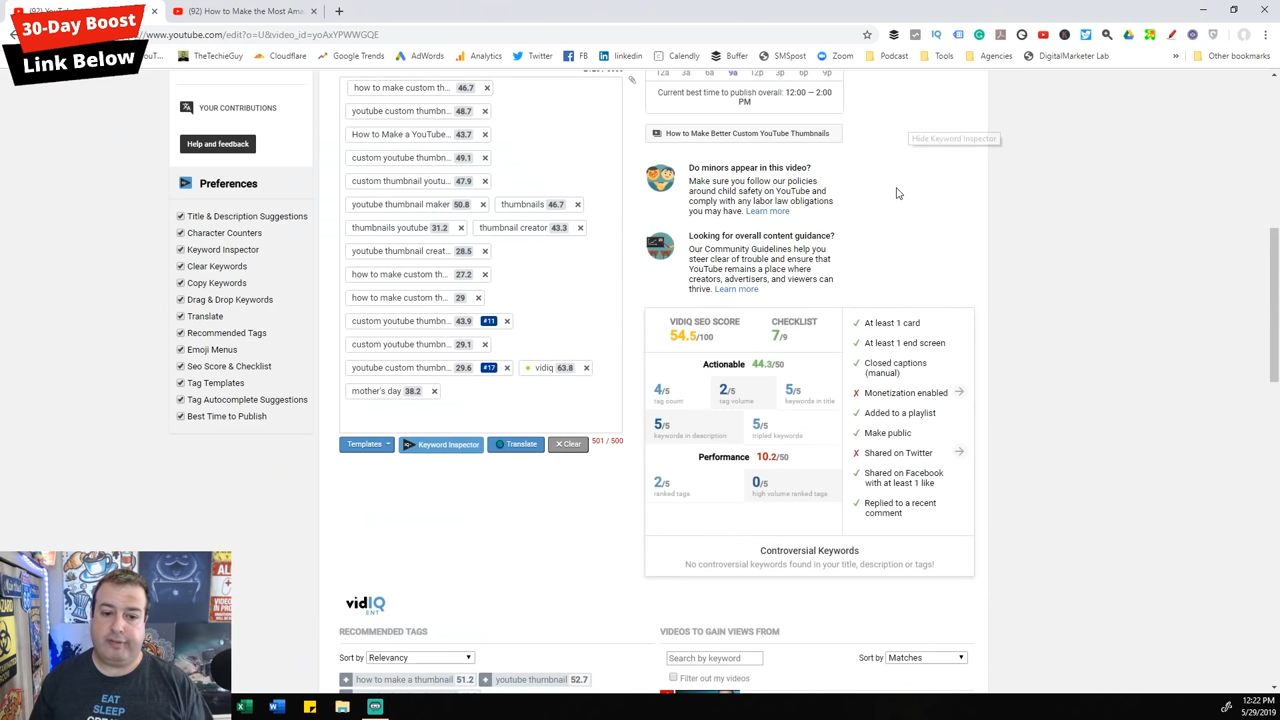 30-Day Boost
Link Below
(92) How to Make the Most Ama
www.youtube.com/edit?o=U&video_id=yoAxYPWWGQE
TheTechieGuy
Cloudflare
Google Trends
AdWords
Analytics
Twitter
FB
linkedin
Calendly
Buffer
SMSpost
Zoom
Podcast
Tools
Agencies
DigitalMarketer Lab
»
Other bookmarks
YOUR CONTRIBUTIONS
Help and feedback
Preferences
Title & Description Suggestions
Character Counters
Keyword Inspector
Clear Keywords
Copy Keywords
Drag & Drop Keywords
Translate
Recommended Tags
Emoji Menus
Seo Score & Checklist
Tag Templates
Tag Autocomplete Suggestions
Best Time to Publish
how to make custom th... 46.7
youtube custom thumbn... 48.7
How to Make a YouTube... 43.7
custom youtube thumbn... 49.1
custom thumbnail youtu... 47.9
youtube thumbnail maker 50.8
thumbnails 46.7
thumbnails youtube 31.2
thumbnail creator 43.3
youtube thumbnail creat... 28.5
how to make custom th... 27.2
how to make custom th... 29
custom youtube thumbn... 43.9 #11
custom youtube thumbn... 29.1
youtube custom thumbn... 29.6 #17
vidiq 63.8
mother's day 38.2
Templates
Keyword Inspector
Translate
Clear
501 / 500
12a 3a 6a 9a 12p 3p 6p 9p
Current best time to publish overall: 12:00 — 2:00
PM
How to Make Better Custom YouTube Thumbnails
Hide Keyword Inspector
Do minors appear in this video?
Make sure you follow our policies
around child safety on YouTube and
comply with any labor law obligations
you may have. Learn more
Looking for overall content guidance?
Our Community Guidelines help you
steer clear of trouble and ensure that
YouTube remains a place where
creators, advertisers, and viewers can
thrive. Learn more
VIDIQ SEO SCORE
54.5/100
CHECKLIST
7/9
Actionable 44.3/50
4/5
tag count
2/5
tag volume
5/5
keywords in title
5/5
keywords in description
5/5
tripled keywords
Performance 10.2/50
2/5
ranked tags
0/5
high volume ranked tags
At least 1 card
At least 1 end screen
Closed captions
(manual)
Monetization enabled
Added to a playlist
Make public
Shared on Twitter
Shared on Facebook
with at least 1 like
Replied to a recent
comment
Controversial Keywords
No controversial keywords found in your title, description or tags!
vidIQ
ENT
RECOMMENDED TAGS
Sort by Relevancy
how to make a thumbnail 51.2
youtube thumbnail 52.7
VIDEOS TO GAIN VIEWS FROM
Search by keyword
Sort by Matches
Filter out my videos
EAT
SLEEP
12:22 PM
5/29/2019